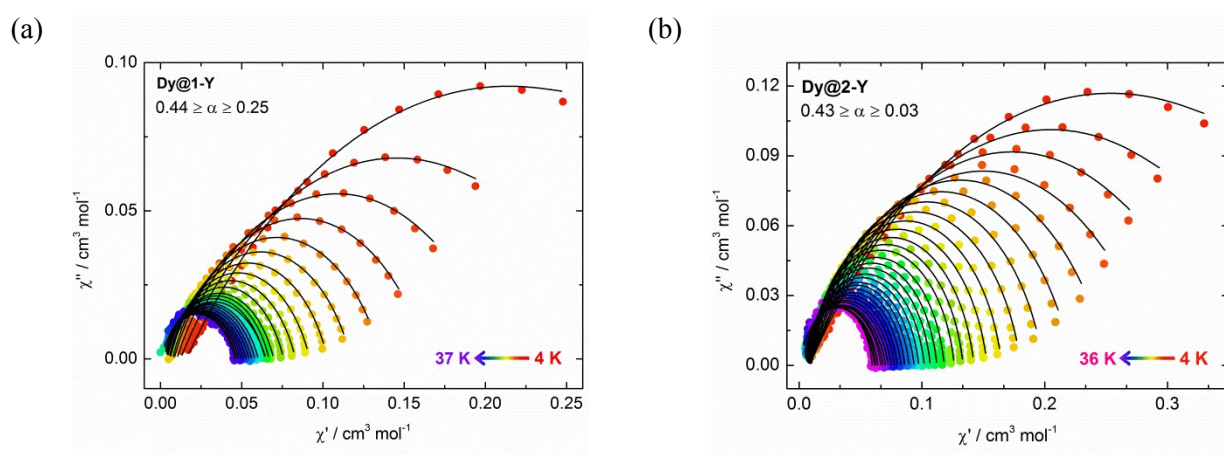 (a)
0.10
Dy@1-Y
0.44 ≥ α ≥ 0.25
0.05
0.00
χ'' / cm³ mol⁻¹
37 K 4 K
0.00 0.05 0.10 0.15 0.20 0.25
χ' / cm³ mol⁻¹
(b)
0.12
Dy@2-Y
0.43 ≥ α ≥ 0.03
0.09
0.06
0.03
0.00
χ'' / cm³ mol⁻¹
36 K 4 K
0.0 0.1 0.2 0.3
χ' / cm³ mol⁻¹